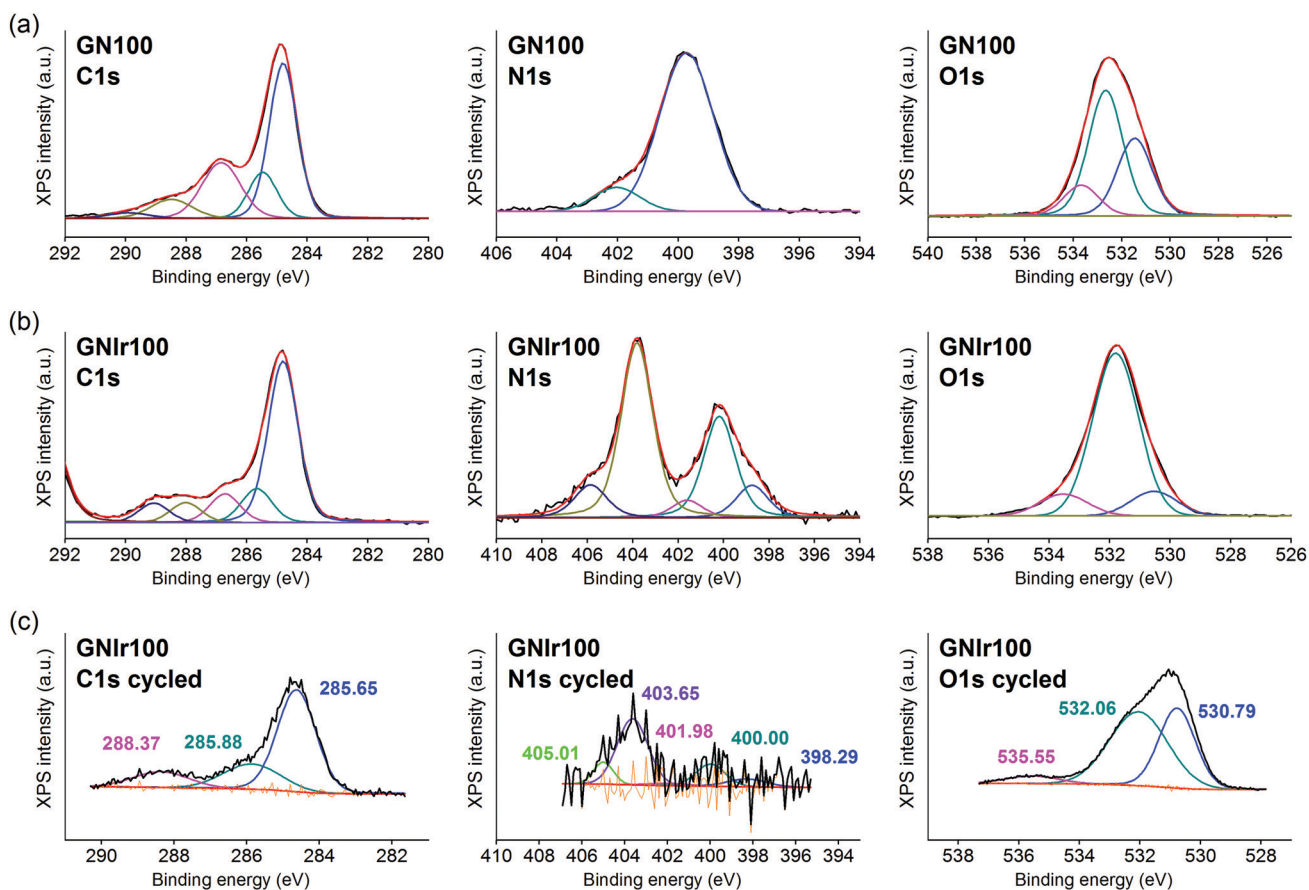 (a)
GN100
C1s
XPS intensity (a.u.)
292 290 288 286 284 282 280
Binding energy (eV)
GN100
N1s
XPS intensity (a.u.)
406 404 402 400 398 396 394
Binding energy (eV)
GN100
O1s
XPS intensity (a.u.)
540 538 536 534 532 530 528 526
Binding energy (eV)
(b)
GNIr100
C1s
XPS intensity (a.u.)
292 290 288 286 284 282 280
Binding energy (eV)
GNIr100
N1s
XPS intensity (a.u.)
410 408 406 404 402 400 398 396 394
Binding energy (eV)
GNIr100
O1s
XPS intensity (a.u.)
538 536 534 532 530 528 526
Binding energy (eV)
(c)
GNIr100
C1s cycled
XPS intensity (a.u.)
285.65
288.37
285.88
290 288 286 284 282
Binding energy (eV)
GNIr100
N1s cycled
XPS intensity (a.u.)
403.65
401.98
400.00
405.01
398.29
410 408 406 404 402 400 398 396 394
Binding energy (eV)
GNIr100
O1s cycled
XPS intensity (a.u.)
532.06
530.79
535.55
538 536 534 532 530 528
Binding energy (eV)